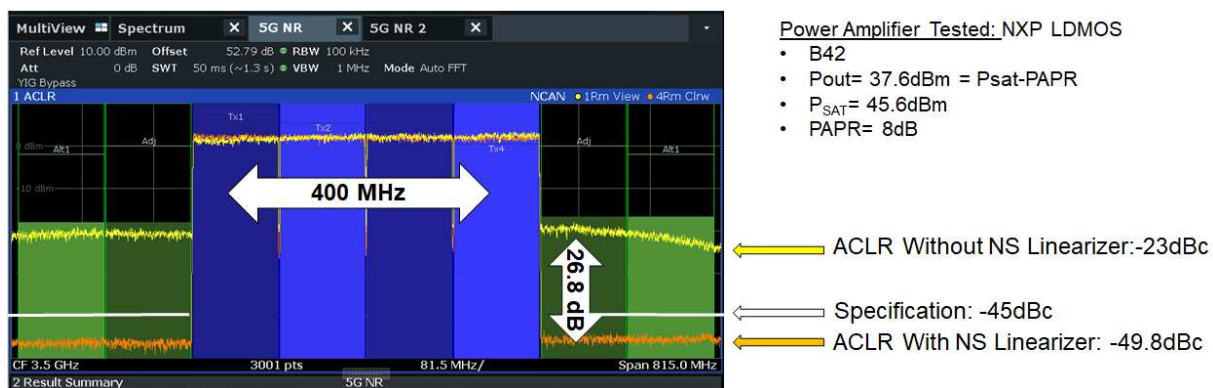 MultiView Spectrum X 5G NR X 5G NR 2 X
Ref Level 10.00 dBm Offset 52.79 dB RBW 100 kHz
Att 0 dB SWT 50 ms (~1.3 s) VBW 1 MHz Mode Auto FFT
YIG Bypass
1 ACLR NCAN 1Rm View 4Rm Clrw
Tx1
Tx2
0 dBm Alt1 Adj Tx4 Adj Alt1
-10 dBm
400 MHz
26.8 dB
CF 3.5 GHz 3001 pts 81.5 MHz/ Span 815.0 MHz
2 Result Summary 5G NR
Power Amplifier Tested: NXP LDMOS
• B42
• Pout= 37.6dBm = Psat-PAPR
• PSAT= 45.6dBm
• PAPR= 8dB
ACLR Without NS Linearizer:-23dBc
Specification: -45dBc
ACLR With NS Linearizer: -49.8dBc